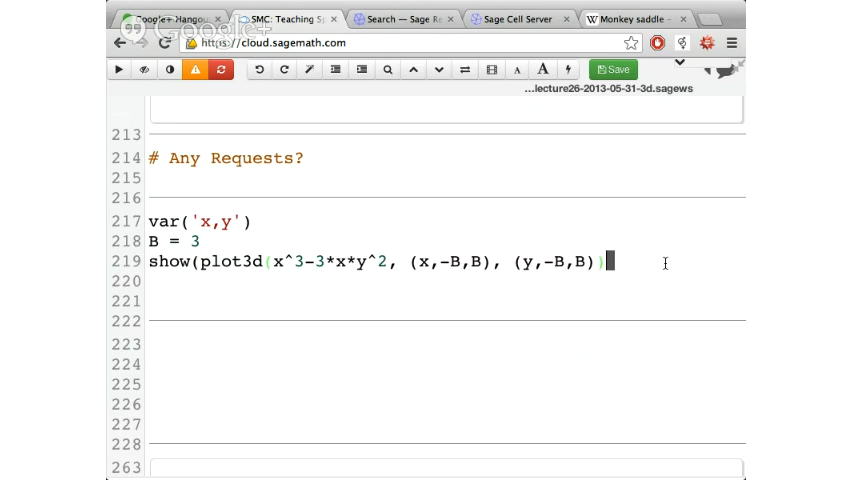 Google+ Hangou
SMC: Teaching S
Search — Sage R
Sage Cell Server
Monkey saddle -
Google+
https://cloud.sagemath.com
Save
...lecture26-2013-05-31-3d.sagews
213
214 # Any Requests?
215
216
217 var('x,y')
218 B = 3
219 show(plot3d(x^3-3*x*y^2, (x,-B,B), (y,-B,B))
220
221
222
223
224
225
226
227
228
263